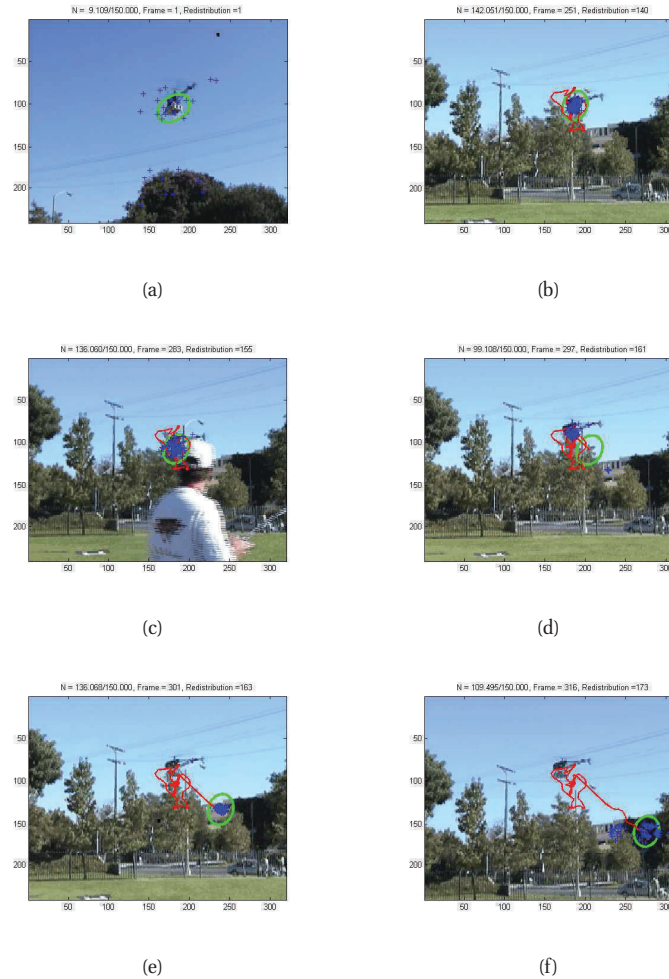 N = 9.109/150.000, Frame = 1, Redistribution =1
50
100
150
200
50 100 150 200 250 300
(a)
N = 142.051/150.000, Frame = 251, Redistribution =140
50
100
150
200
50 100 150 200 250 300
(b)
N = 136.060/150.000, Frame = 283, Redistribution =155
50
100
150
200
50 100 150 200 250 300
(c)
N = 99.108/150.000, Frame = 297, Redistribution =161
50
100
150
200
50 100 150 200 250 300
(d)
N = 136.068/150.000, Frame = 301, Redistribution =163
50
100
150
200
50 100 150 200 250 300
(e)
N = 109.495/150.000, Frame = 316, Redistribution =173
50
100
150
200
50 100 150 200 250 300
(f)